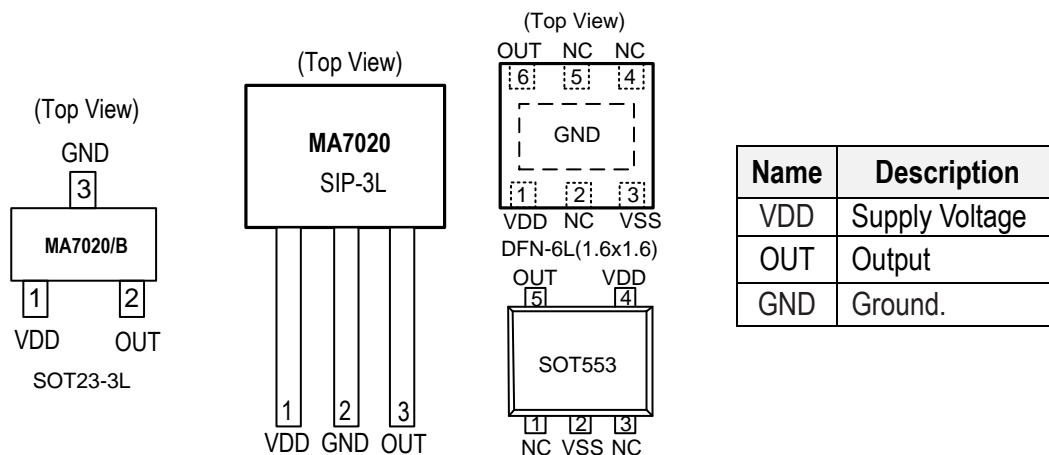 (Top View)
GND
3
MA7020/B
1 2
VDD OUT
SOT23-3L
(Top View)
MA7020
SIP-3L
1 2 3
VDD GND OUT
(Top View)
OUT NC NC
6 5 4
GND
1 2 3
VDD NC VSS
DFN-6L(1.6x1.6)
OUT VDD
5 4
SOT553
1 2 3
NC VSS NC
Name Description
VDD Supply Voltage
OUT Output
GND Ground.